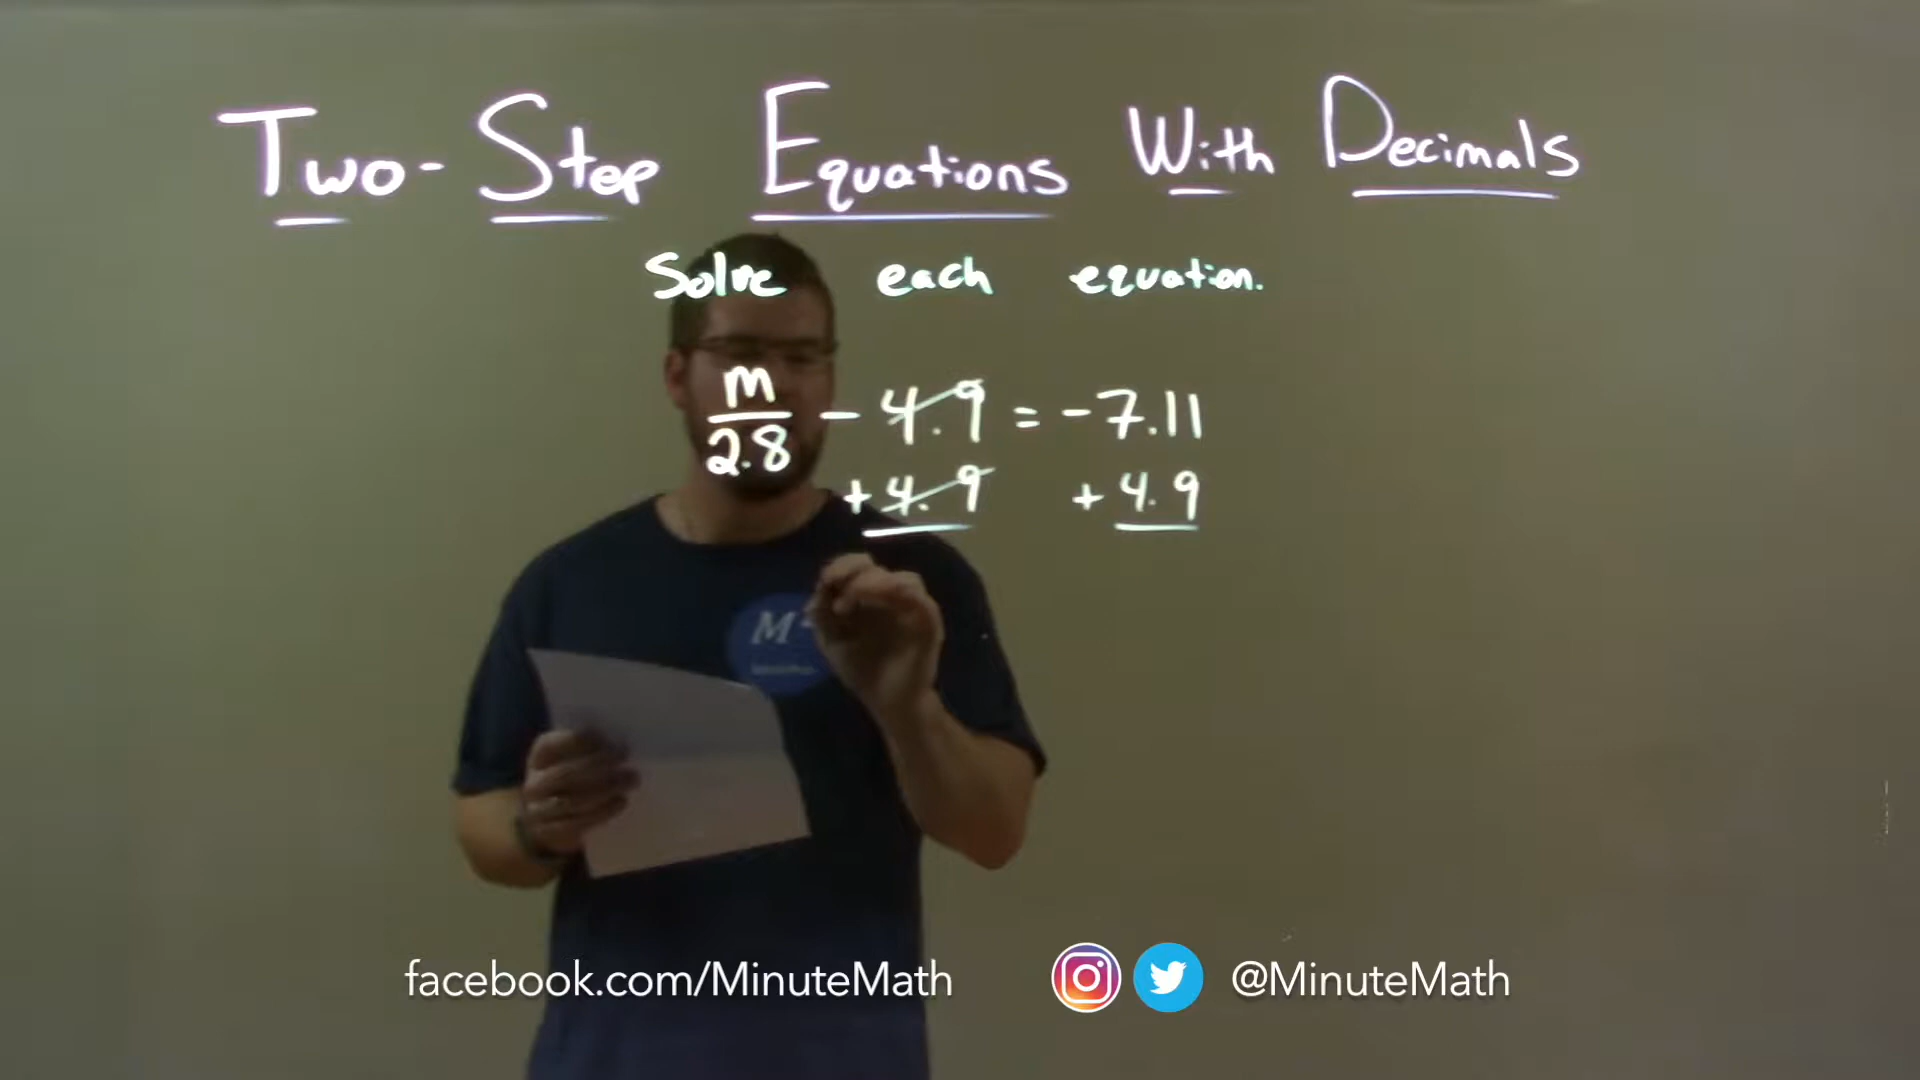 Two-Step Equations With Decimals
Solve each equation.
m/2.8 - 4.9 = -7.11
+4.9 +4.9
M
facebook.com/MinuteMath @MinuteMath